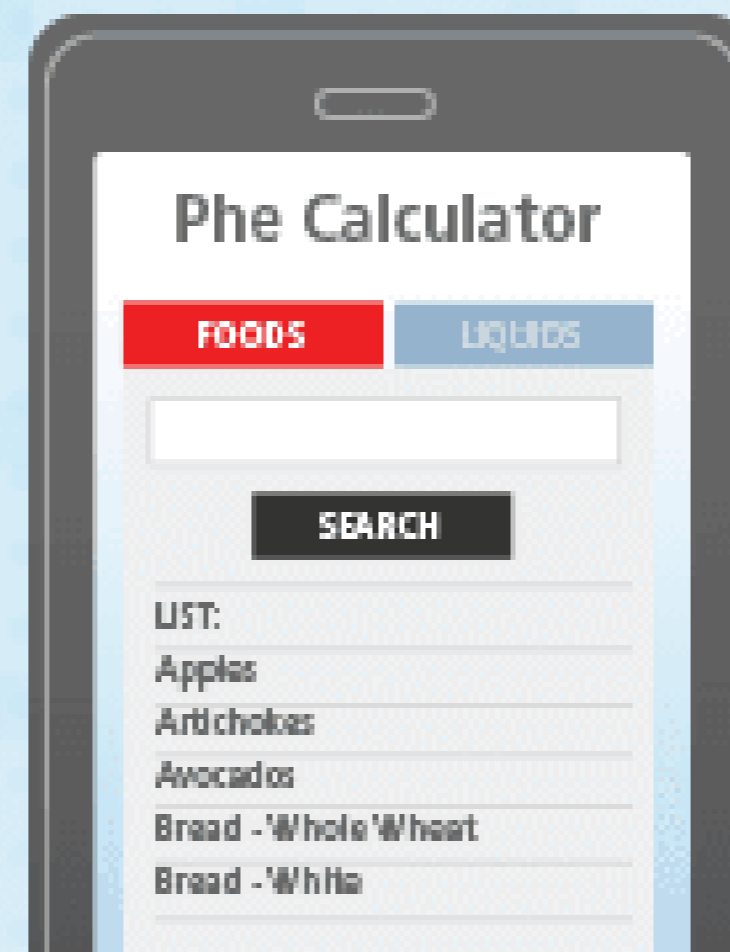 Phe Calculator
FOODS LIQUIDS
SEARCH
LIST:
Apples
Artichokes
Avocados
Bread - Whole Wheat
Bread - White